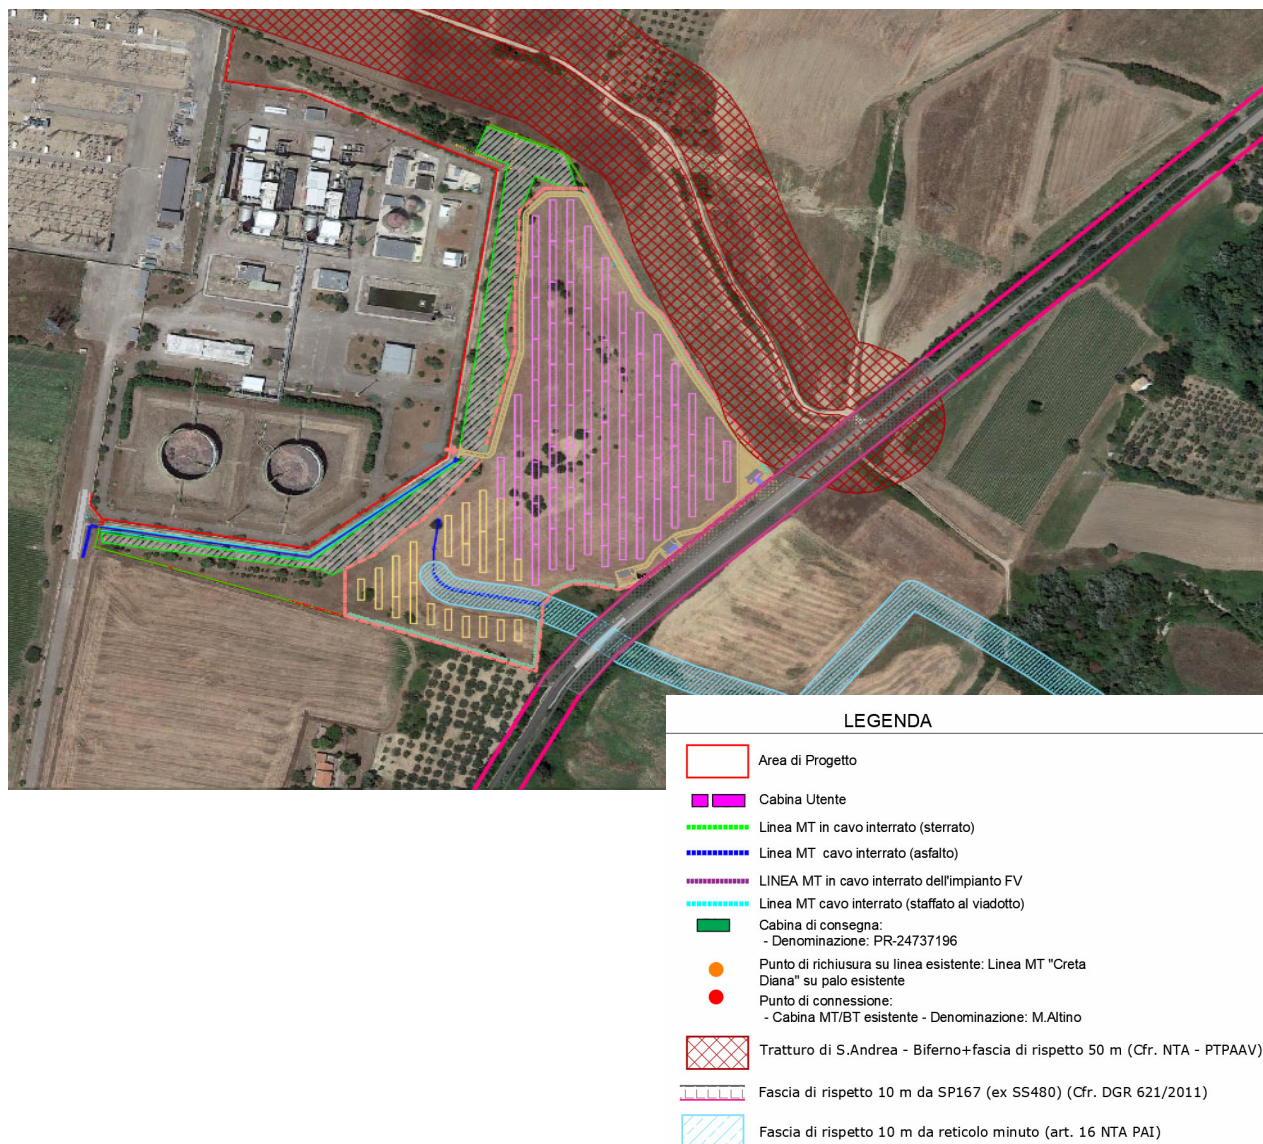 LEGENDA
Area di Progetto
Cabina Utente
Linea MT in cavo interrato (sterrato)
Linea MT cavo interrato (asfalto)
LINEA MT in cavo interrato dell'impianto FV
Linea MT cavo interrato (staffato al viadotto)
Cabina di consegna:
- Denominazione: PR-24737196
Punto di richiusura su linea esistente: Linea MT "Creta
Diana" su palo esistente
Punto di connessione:
- Cabina MT/BT esistente - Denominazione: M.Altino
Tratturo di S.Andrea - Biferno+fascia di rispetto 50 m (Cfr. NTA - PTPAAV)
Fascia di rispetto 10 m da SP167 (ex SS480) (Cfr. DGR 621/2011)
Fascia di rispetto 10 m da reticolo minuto (art. 16 NTA PAI)